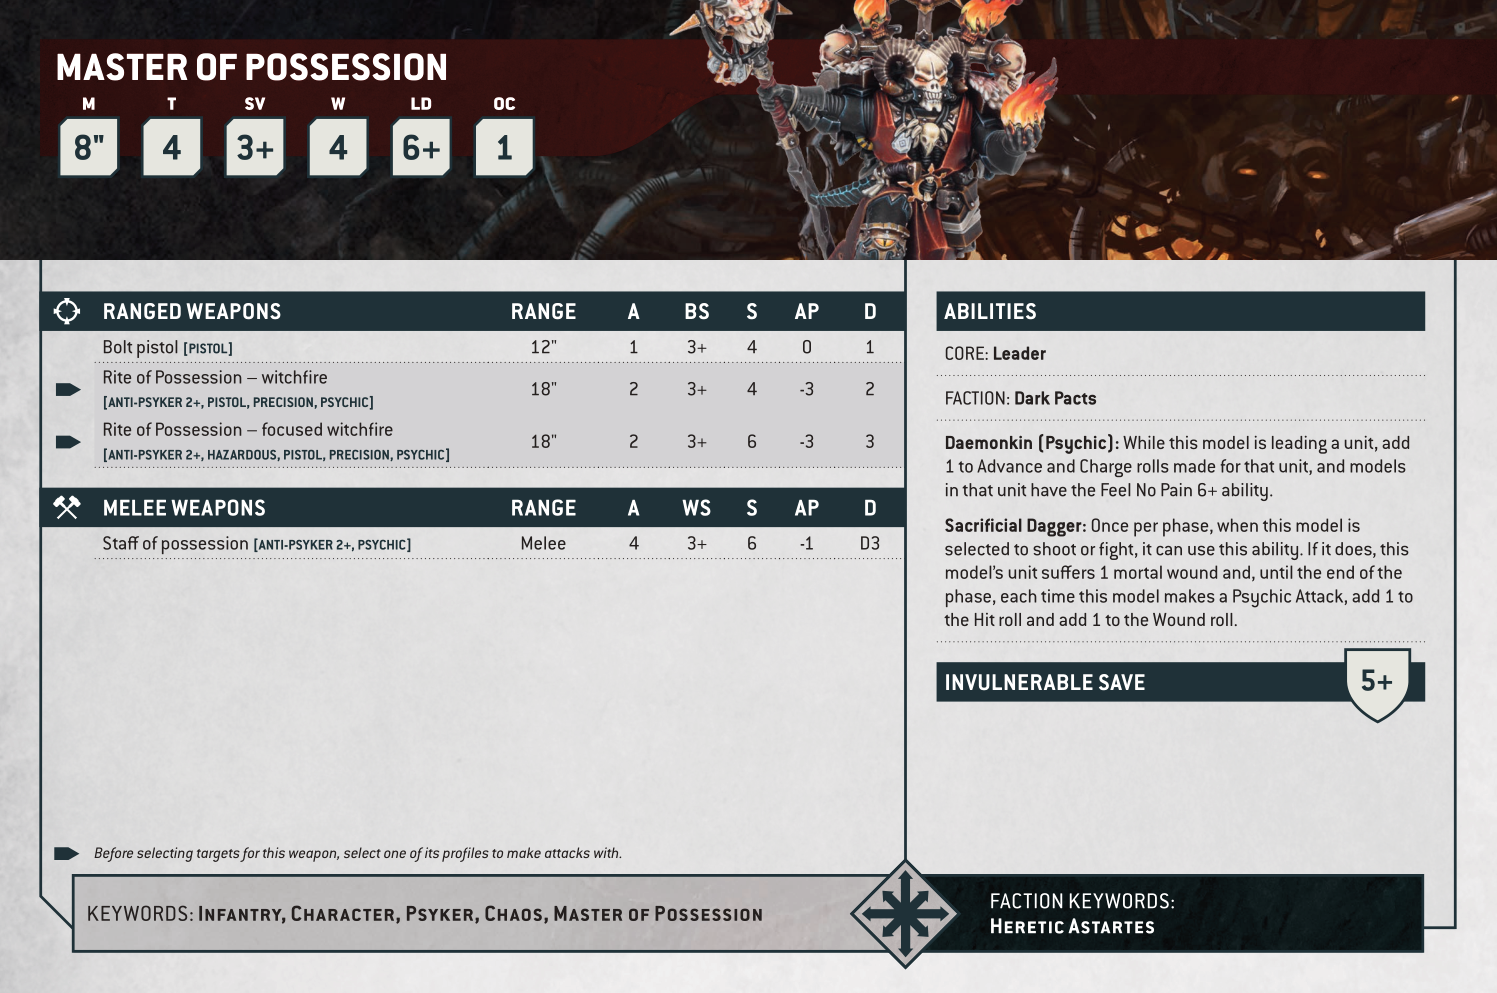 MASTER OF POSSESSION
M T SV W LD OC
8" 4 3+ 4 6+ 1
RANGED WEAPONS RANGE A BS S AP D
Bolt pistol [PISTOL] 12" 1 3+ 4 0 1
Rite of Possession – witchfire
[ANTI-PSYKER 2+, PISTOL, PRECISION, PSYCHIC] 18" 2 3+ 4 -3 2
Rite of Possession – focused witchfire
[ANTI-PSYKER 2+, HAZARDOUS, PISTOL, PRECISION, PSYCHIC] 18" 2 3+ 6 -3 3
MELEE WEAPONS RANGE A WS S AP D
Staff of possession [ANTI-PSYKER 2+, PSYCHIC] Melee 4 3+ 6 -1 D3
Before selecting targets for this weapon, select one of its profiles to make attacks with.
ABILITIES
CORE: Leader
FACTION: Dark Pacts
Daemonkin (Psychic): While this model is leading a unit, add
1 to Advance and Charge rolls made for that unit, and models
in that unit have the Feel No Pain 6+ ability.
Sacrificial Dagger: Once per phase, when this model is
selected to shoot or fight, it can use this ability. If it does, this
model's unit suffers 1 mortal wound and, until the end of the
phase, each time this model makes a Psychic Attack, add 1 to
the Hit roll and add 1 to the Wound roll.
INVULNERABLE SAVE 5+
KEYWORDS: INFANTRY, CHARACTER, PSYKER, CHAOS, MASTER OF POSSESSION
FACTION KEYWORDS:
HERETIC ASTARTES